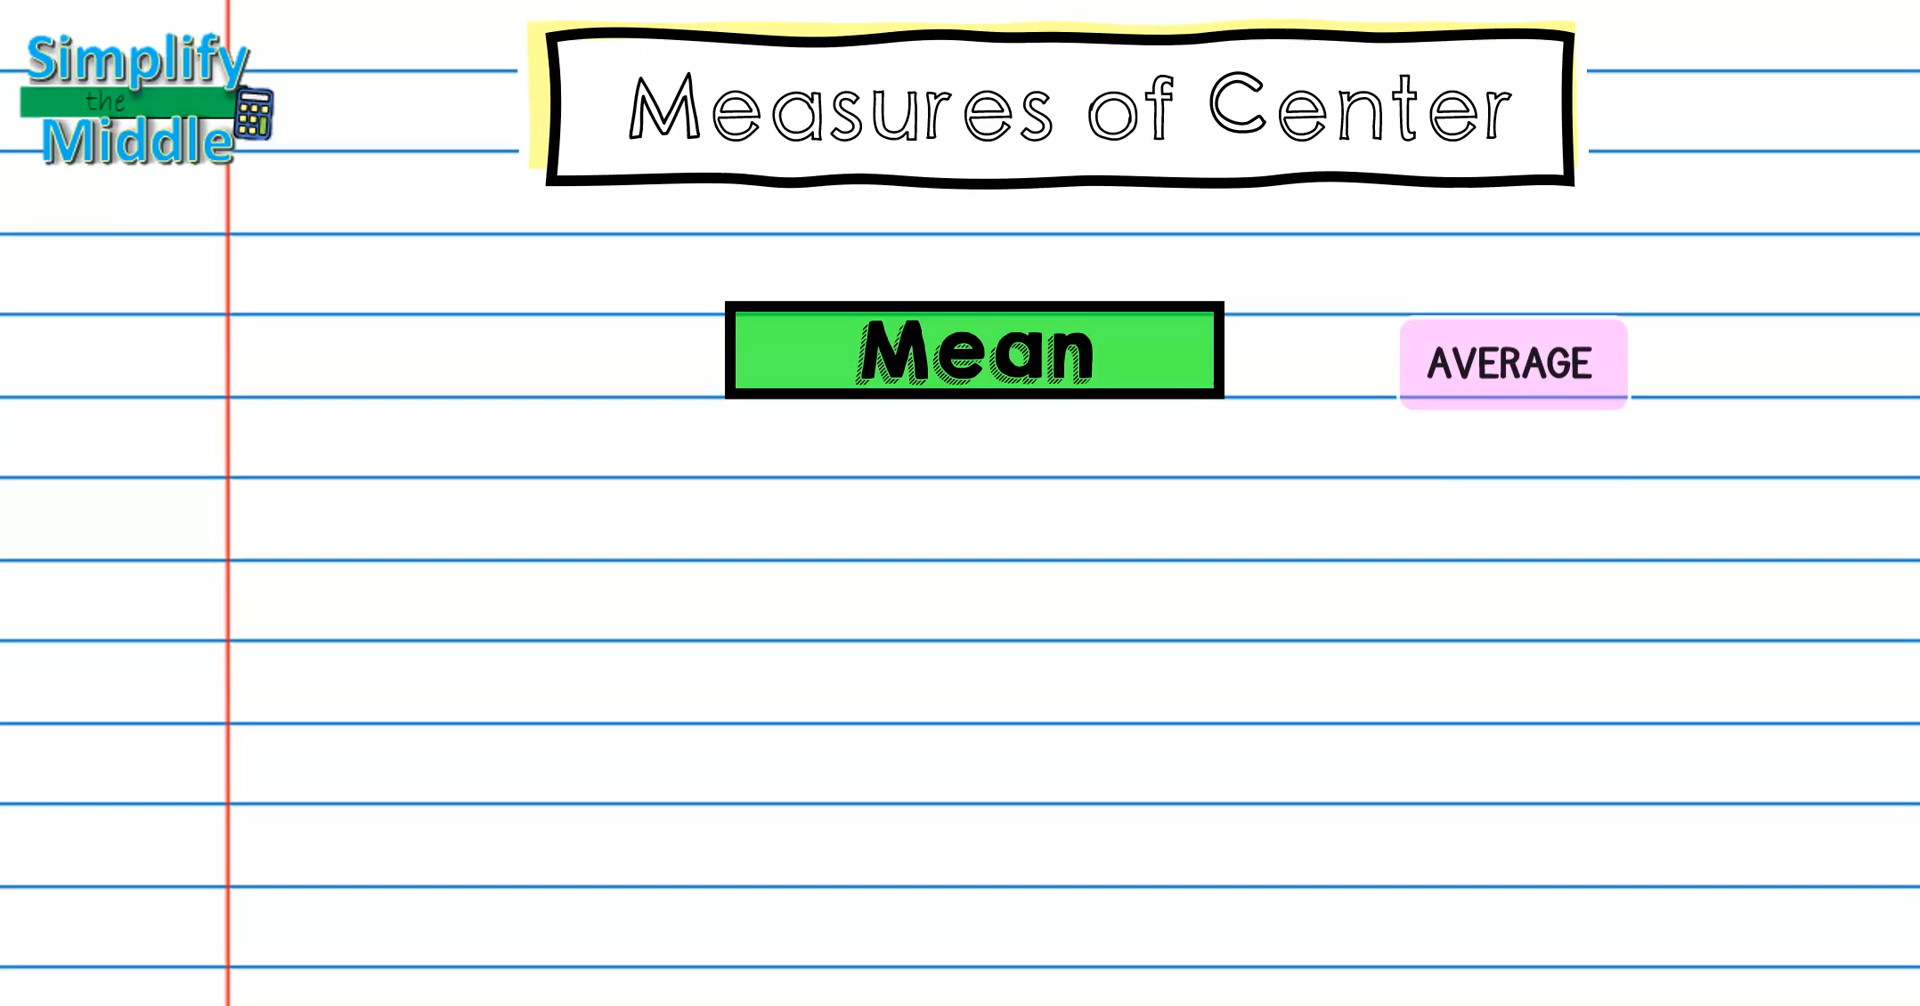 Simplify
the
Middle
Measures of Center
Mean
AVERAGE